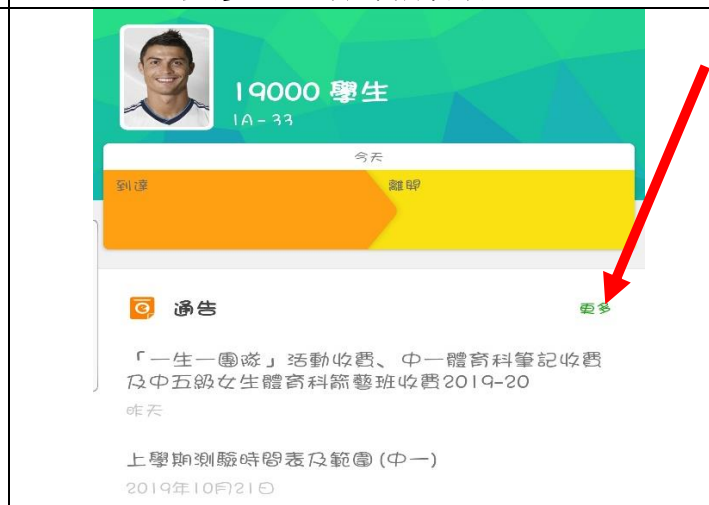 19000 學生
1A-33
今天
到達
離開
通告
更多
「一生一團隊」活動收費、中一體育科筆記收費
及中五級女生體育科箭藝班收費2019-20
昨天
上學期測驗時間表及範圍(中一)
2019年10月21日